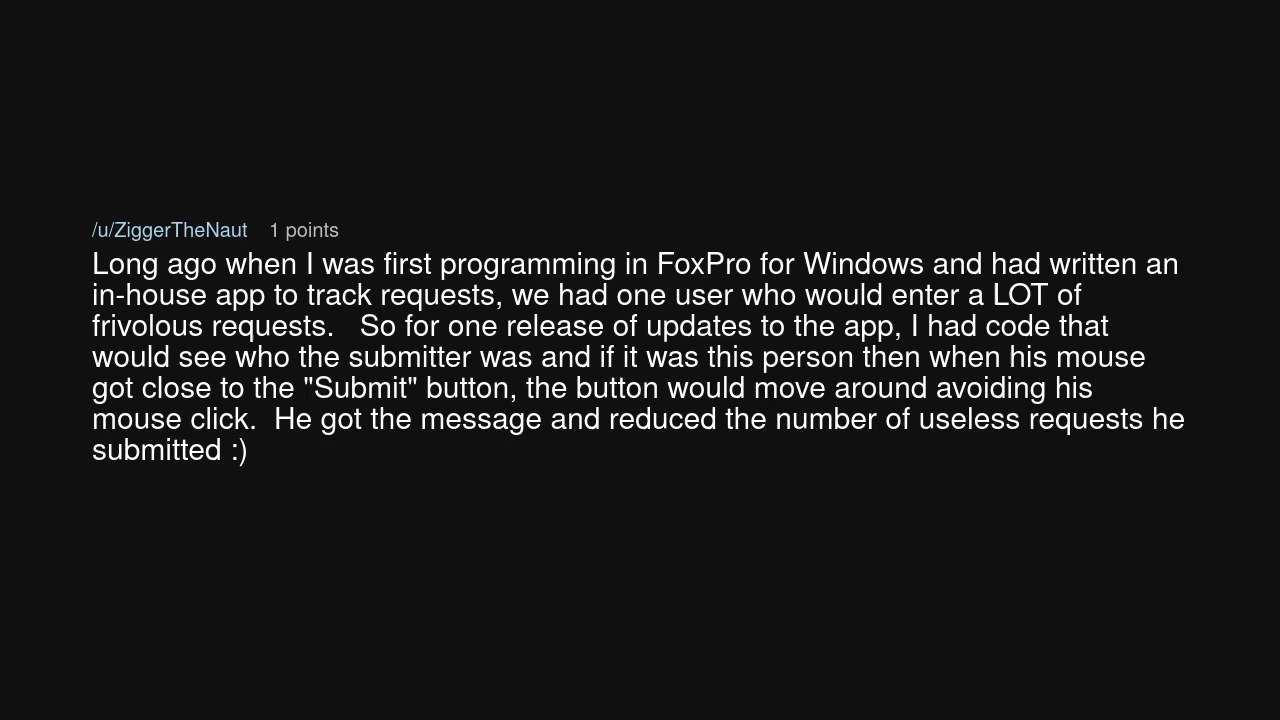 /u/ZiggerTheNaut 1 points
Long ago when I was first programming in FoxPro for Windows and had written an
in-house app to track requests, we had one user who would enter a LOT of
frivolous requests.   So for one release of updates to the app, I had code that
would see who the submitter was and if it was this person then when his mouse
got close to the "Submit" button, the button would move around avoiding his
mouse click.  He got the message and reduced the number of useless requests he
submitted :)